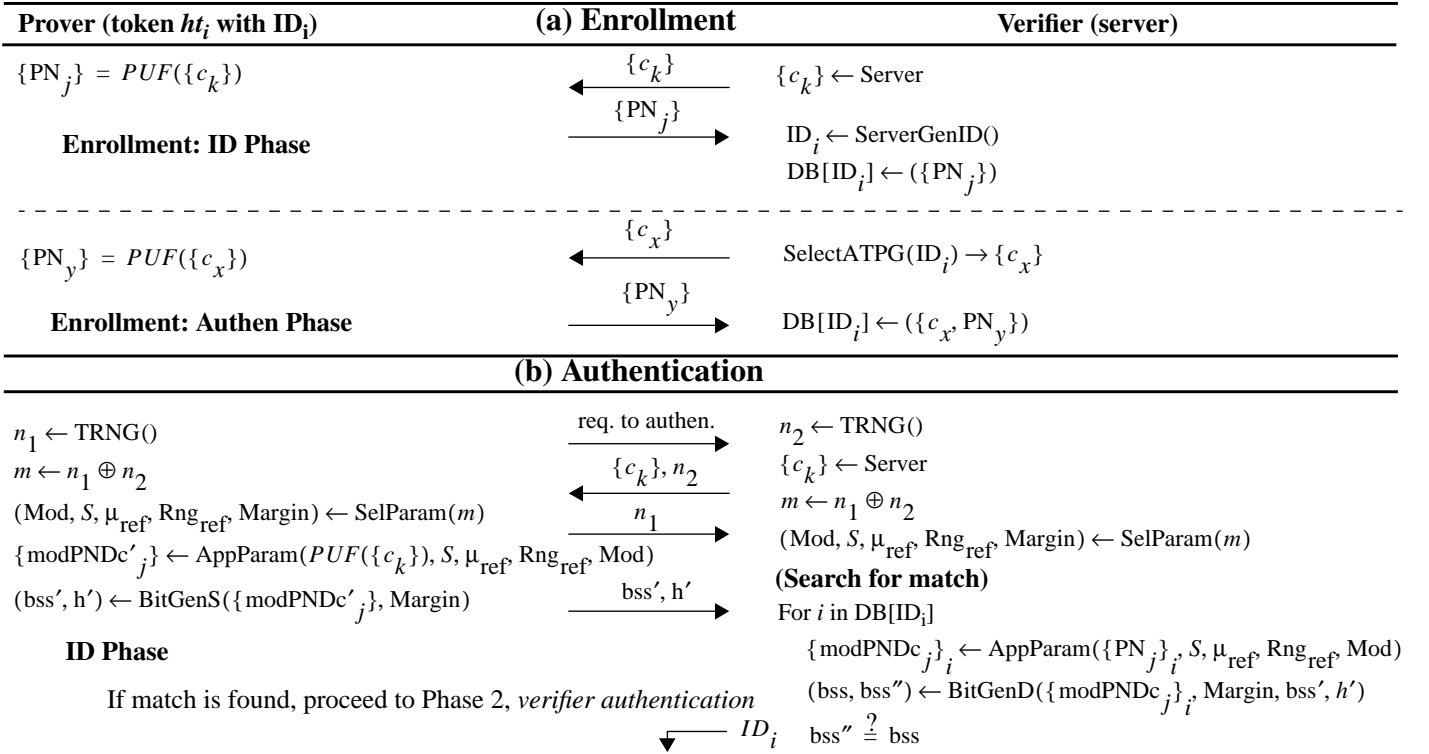 Prover (token ht_i with ID_i) (a) Enrollment Verifier (server)
{PN_j} = PUF({c_k}) {c_k} {c_k} ← Server
{PN_j}
Enrollment: ID Phase ID_i ← ServerGenID()
DB[ID_i] ← ({PN_j})
{PN_y} = PUF({c_x}) {c_x} SelectATPG(ID_i) → {c_x}
{PN_y}
Enrollment: Authen Phase DB[ID_i] ← ({c_x, PN_y})
(b) Authentication
n_1 ← TRNG() req. to authen. n_2 ← TRNG()
m ← n_1 ⊕ n_2 {c_k}, n_2 {c_k} ← Server
m ← n_1 ⊕ n_2
(Mod, S, μ_ref, Rng_ref, Margin) ← SelParam(m) n_1 (Mod, S, μ_ref, Rng_ref, Margin) ← SelParam(m)
{modPNDc′_j} ← AppParam(PUF({c_k}), S, μ_ref, Rng_ref, Mod)
(Search for match)
(bss′, h′) ← BitGenS({modPNDc′_j}, Margin) bss′, h′ For i in DB[ID_i]
ID Phase {modPNDc_j}_i ← AppParam({PN_j}_i, S, μ_ref, Rng_ref, Mod)
If match is found, proceed to Phase 2, verifier authentication (bss, bss″) ← BitGenD({modPNDc_j}_i, Margin, bss′, h′)
ID_i bss″ ≟ bss